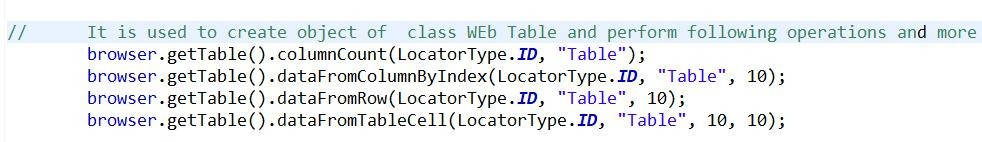 // It is used to create object of  class WEb Table and perform following operations and more
browser.getTable().columnCount(LocatorType.ID, "Table");
browser.getTable().dataFromColumnByIndex(LocatorType.ID, "Table", 10);
browser.getTable().dataFromRow(LocatorType.ID, "Table", 10);
browser.getTable().dataFromTableCell(LocatorType.ID, "Table", 10, 10);